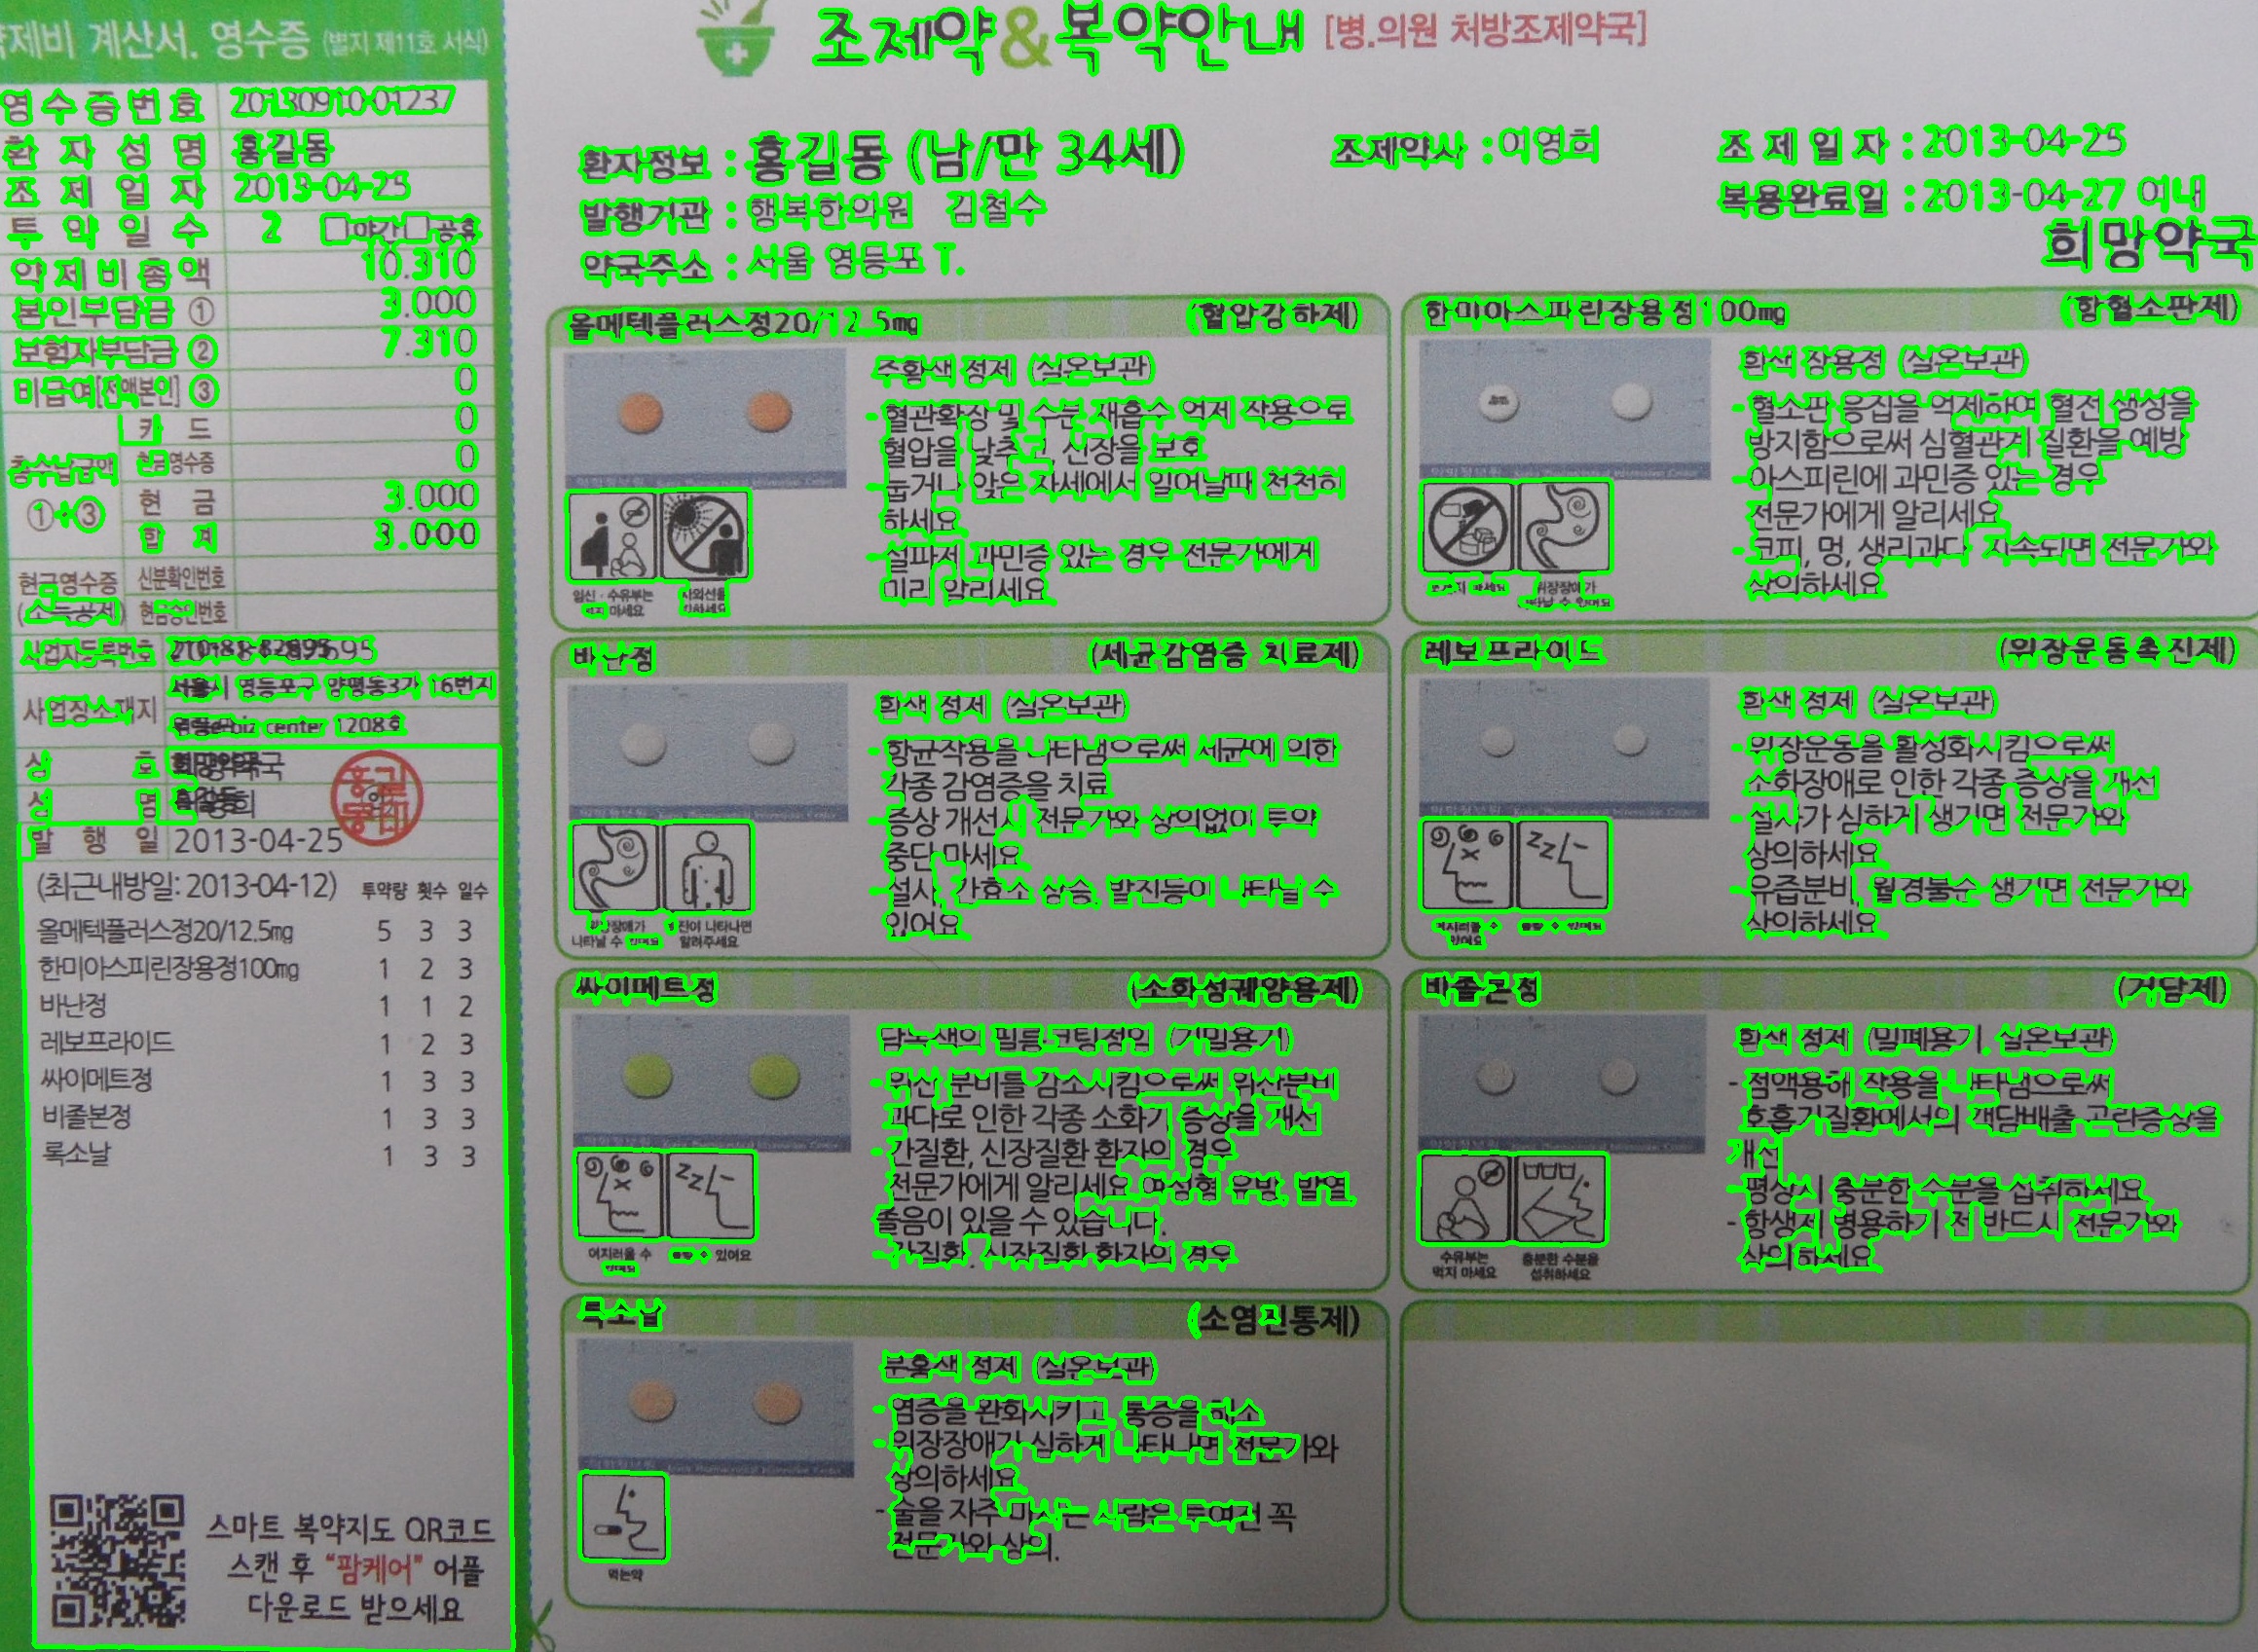 약제비 계산서. 영수증 (별지 제11호 서식)
영수증번호 20130910-01237
환자성명 홍길동
조제일자 2013-04-25
투약일수 2 □야간□공휴
약제비총액 10.310
본인부담금 ① 3.000
보험자부담금 ② 7.310
비급여[전액본인] ③ 0
카드 0
총수납금액 현금영수증 0
①+③ 현금 3.000
합계 3.000
현금영수증 신분확인번호
(소득공제) 현금승인번호
사업자등록번호
사업장소재지 서울시 영등포구 양평동3가 16번지
biz center 1208호
상호
성명
발행일 2013-04-25
(최근내방일: 2013-04-12) 투약량 횟수 일수
올메텍플러스정20/12.5mg 5 3 3
한미아스피린장용정100mg 1 2 3
바난정 1 1 2
레보프라이드 1 2 3
싸이메트정 1 3 3
비졸본정 1 3 3
록소날 1 3 3
스마트 복약지도 QR코드
스캔 후 “팜케어” 어플
다운로드 받으세요
조제약&복약안내 [병.의원 처방조제약국]
환자정보 : 홍길동 (남/만 34세)
발행기관 : 행복한의원 김철수
약국주소 : 서울 영등포 T.
조제약사 : 이영희
조제일자 : 2013-04-25
복용완료일 : 2013-04-27 이내
희망약국
올메텍플러스정20/12.5mg (혈압강하제)
주황색 정제 (실온보관)
- 혈관확장 및 수분 재흡수 억제 작용으로
혈압을 낮추고, 신장을 보호
- 눕거나 앉은 자세에서 일어날때 천천히
하세요
- 설파제 과민증 있는 경우 전문가에게
미리 알리세요
임신·수유부는
먹지 마세요
자외선을
피하세요
한미아스피린장용정100mg (항혈소판제)
흰색 장용정 (실온보관)
- 혈소판 응집을 억제하여 혈전 생성을
방지함으로써 심혈관계 질환을 예방
- 아스피린에 과민증 있는 경우
전문가에게 알리세요
- 코피, 멍, 생리과다 지속되면 전문가와
상의하세요
위장장애가
나타날 수 있어요
바난정 (세균감염증 치료제)
흰색 정제 (실온보관)
- 항균작용을 나타냄으로써 세균에 의한
각종 감염증을 치료
- 증상 개선시 전문가와 상의없이 투약
중단 마세요
- 설사, 간효소 상승, 발진등이 나타날 수
있어요
위장장애가
나타날 수 있어요
발진이 나타나면
알려주세요
레보프라이드 (위장운동촉진제)
흰색 정제 (실온보관)
- 위장운동을 활성화시킴으로써
소화장애로 인한 각종 증상을 개선
- 설사가 심하게 생기면 전문가와
상의하세요
- 유즙분비, 월경불순 생기면 전문가와
상의하세요
어지러울 수
있어요
졸릴 수 있어요
싸이메트정 (소화성궤양용제)
담녹색의 필름코팅정임 (기밀용기)
- 위산 분비를 감소시킴으로써 위산분비
과다로 인한 각종 소화기 증상을 개선
- 간질환, 신장질환 환자의 경우
전문가에게 알리세요 여성형 유방, 발열,
졸음이 있을 수 있습니다.
- 간질환, 신장질환 환자의 경우
어지러울 수
있어요
졸릴 수 있어요
비졸본정 (거담제)
흰색 정제 (밀폐용기, 실온보관)
- 점액용해 작용을 나타냄으로써
호흡기질환에서의 객담배출 곤란증상을
개선
- 평상시 충분한 수분을 섭취하세요
- 항생제 병용하기 전 반드시 전문가와
상의하세요
수유부는
먹지 마세요
충분한 수분을
섭취하세요
록소날 (소염진통제)
분홍색 정제 (실온보관)
- 염증을 완화시키고 통증을 해소
- 위장장애가 심하게 나타나면 전문가와
상의하세요
- 술을 자주 마시는 사람은 투여전 꼭
전문가와 상의.
먹는약